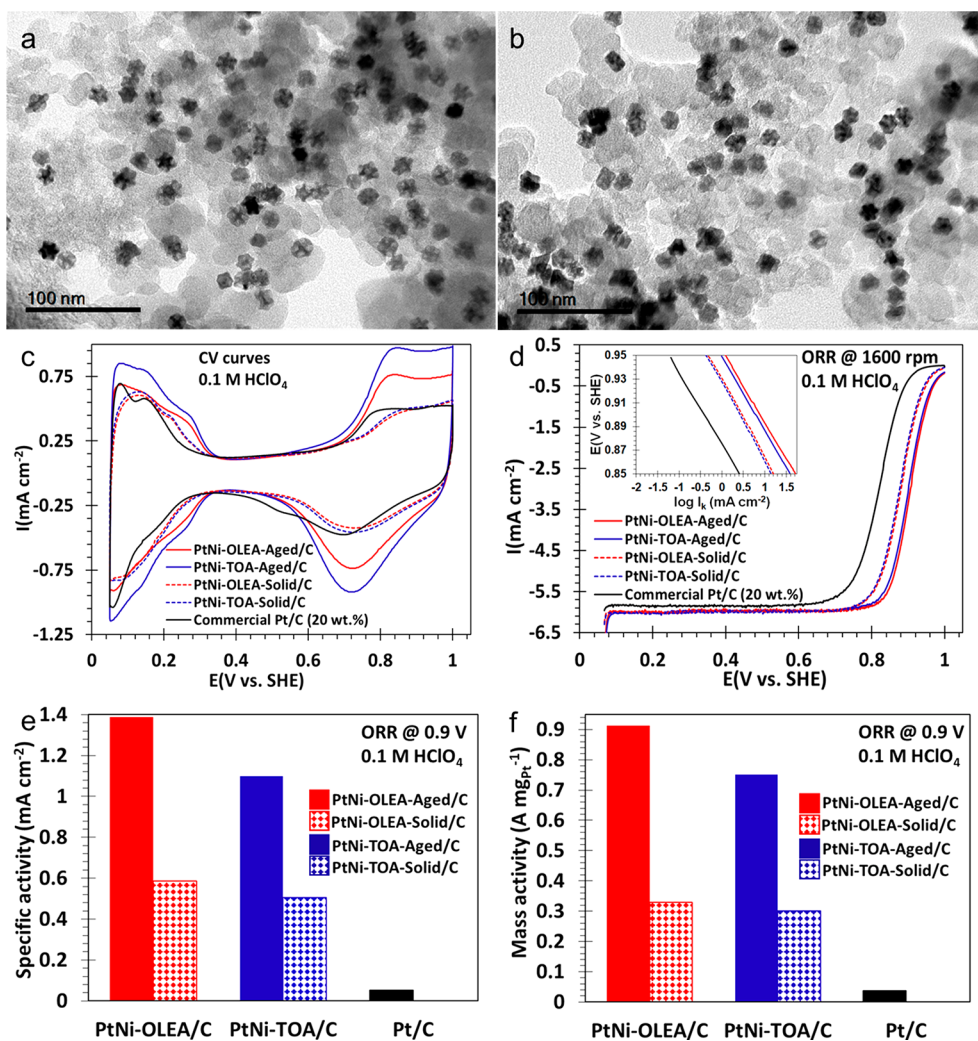 a
100 nm
b
100 nm
c
CV curves
0.1 M HClO4
I(mA cm-2)
0.75
0.25
-0.25
-0.75
-1.25
PtNi-OLEA-Aged/C
PtNi-TOA-Aged/C
PtNi-OLEA-Solid/C
PtNi-TOA-Solid/C
Commercial Pt/C (20 wt.%)
0 0.2 0.4 0.6 0.8 1
E(V vs. SHE)
d
ORR @ 1600 rpm
0.1 M HClO4
I(mA cm-2)
0.5
-0.5
-1.5
-2.5
-3.5
-4.5
-5.5
-6.5
E(V vs. SHE)
0.95
0.93
0.91
0.89
0.87
0.85
-2 -1.5 -1 -0.5 0 0.5 1 1.5
log Ik (mA cm-2)
PtNi-OLEA-Aged/C
PtNi-TOA-Aged/C
PtNi-OLEA-Solid/C
PtNi-TOA-Solid/C
Commercial Pt/C (20 wt.%)
0 0.2 0.4 0.6 0.8 1
E(V vs. SHE)
e
ORR @ 0.9 V
0.1 M HClO4
Specific activity (mA cm-2)
1.4
1.2
1
0.8
0.6
0.4
0.2
0
PtNi-OLEA-Aged/C
PtNi-OLEA-Solid/C
PtNi-TOA-Aged/C
PtNi-TOA-Solid/C
PtNi-OLEA/C PtNi-TOA/C Pt/C
f
ORR @ 0.9 V
0.1 M HClO4
Mass activity (A mgPt-1)
0.9
0.8
0.7
0.6
0.5
0.4
0.3
0.2
0.1
0
PtNi-OLEA-Aged/C
PtNi-OLEA-Solid/C
PtNi-TOA-Aged/C
PtNi-TOA-Solid/C
PtNi-OLEA/C PtNi-TOA/C Pt/C